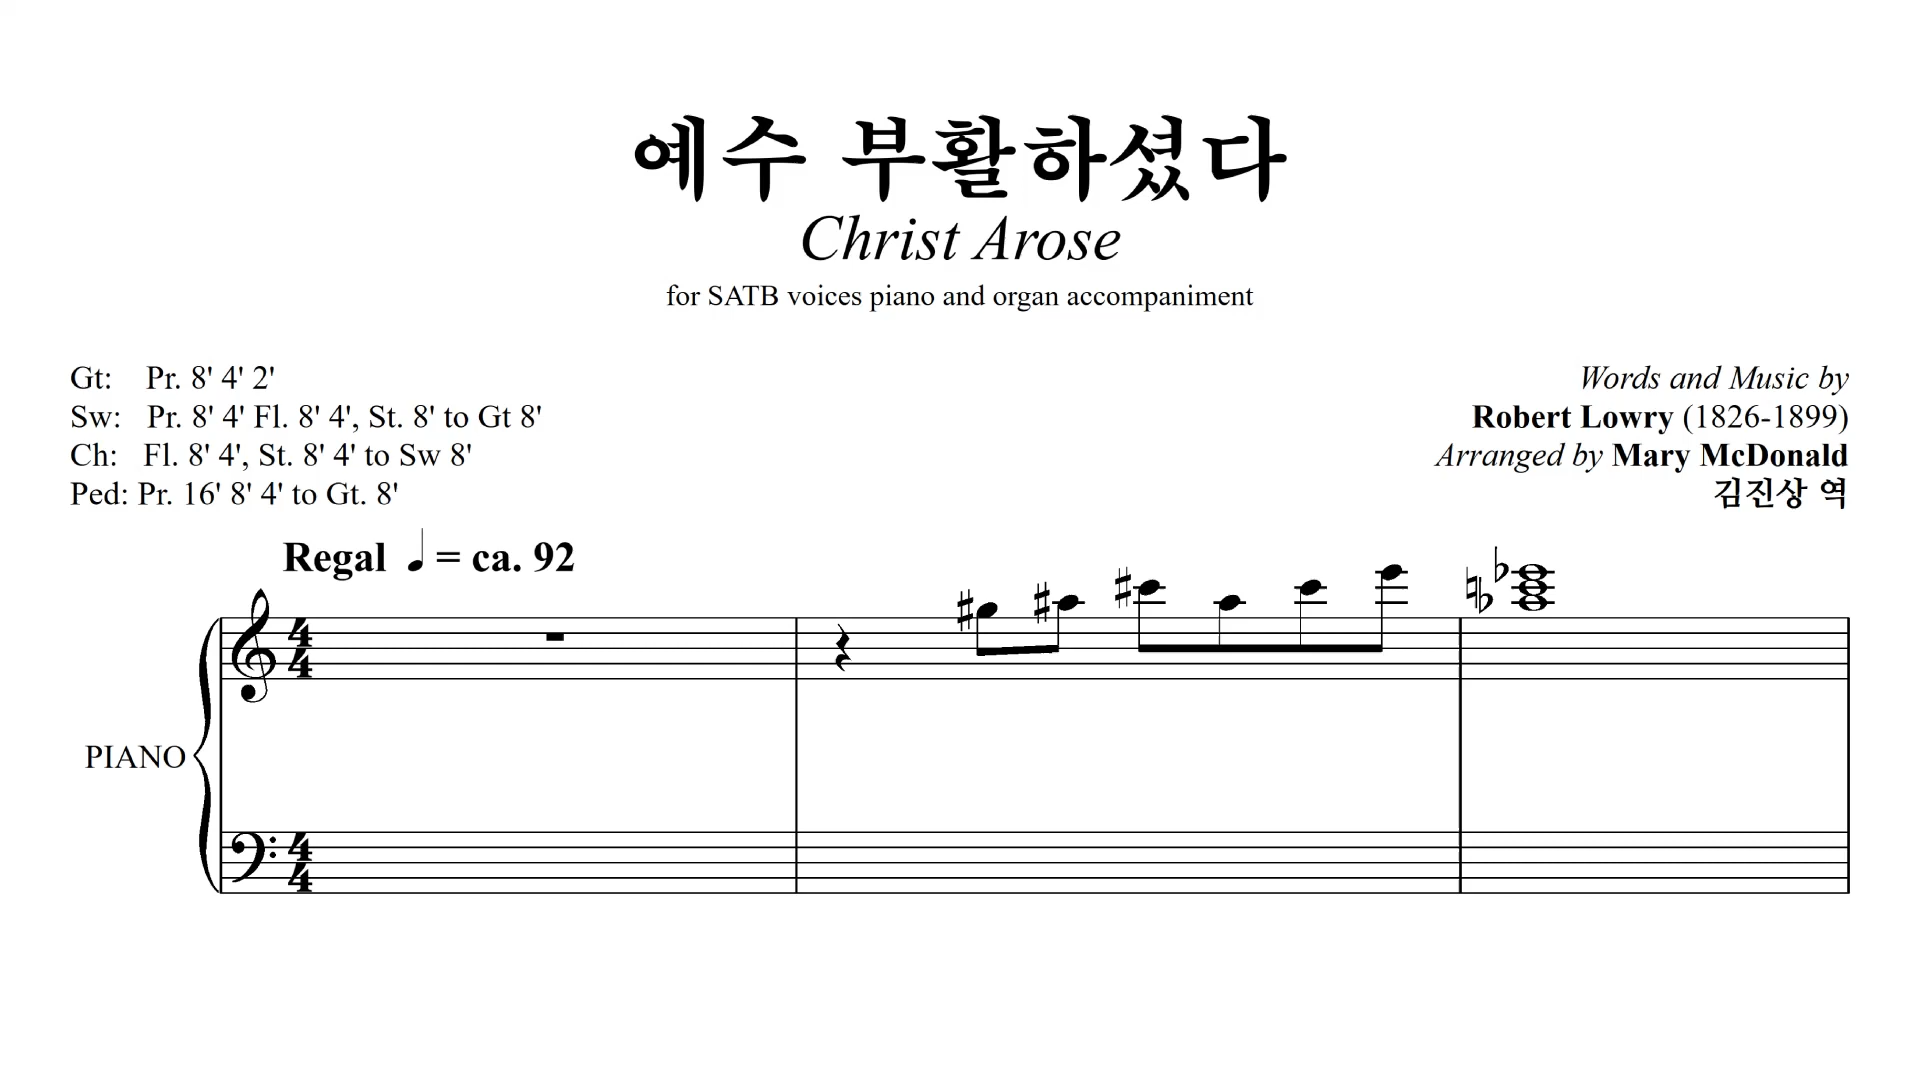 예수 부활하셨다
Christ Arose
for SATB voices piano and organ accompaniment
Gt: Pr. 8' 4' 2'
Sw: Pr. 8' 4' Fl. 8' 4', St. 8' to Gt 8'
Ch: Fl. 8' 4', St. 8' 4' to Sw 8'
Ped: Pr. 16' 8' 4' to Gt. 8'
Words and Music by
Robert Lowry (1826-1899)
Arranged by Mary McDonald
김진상 역
Regal ♩ = ca. 92
PIANO